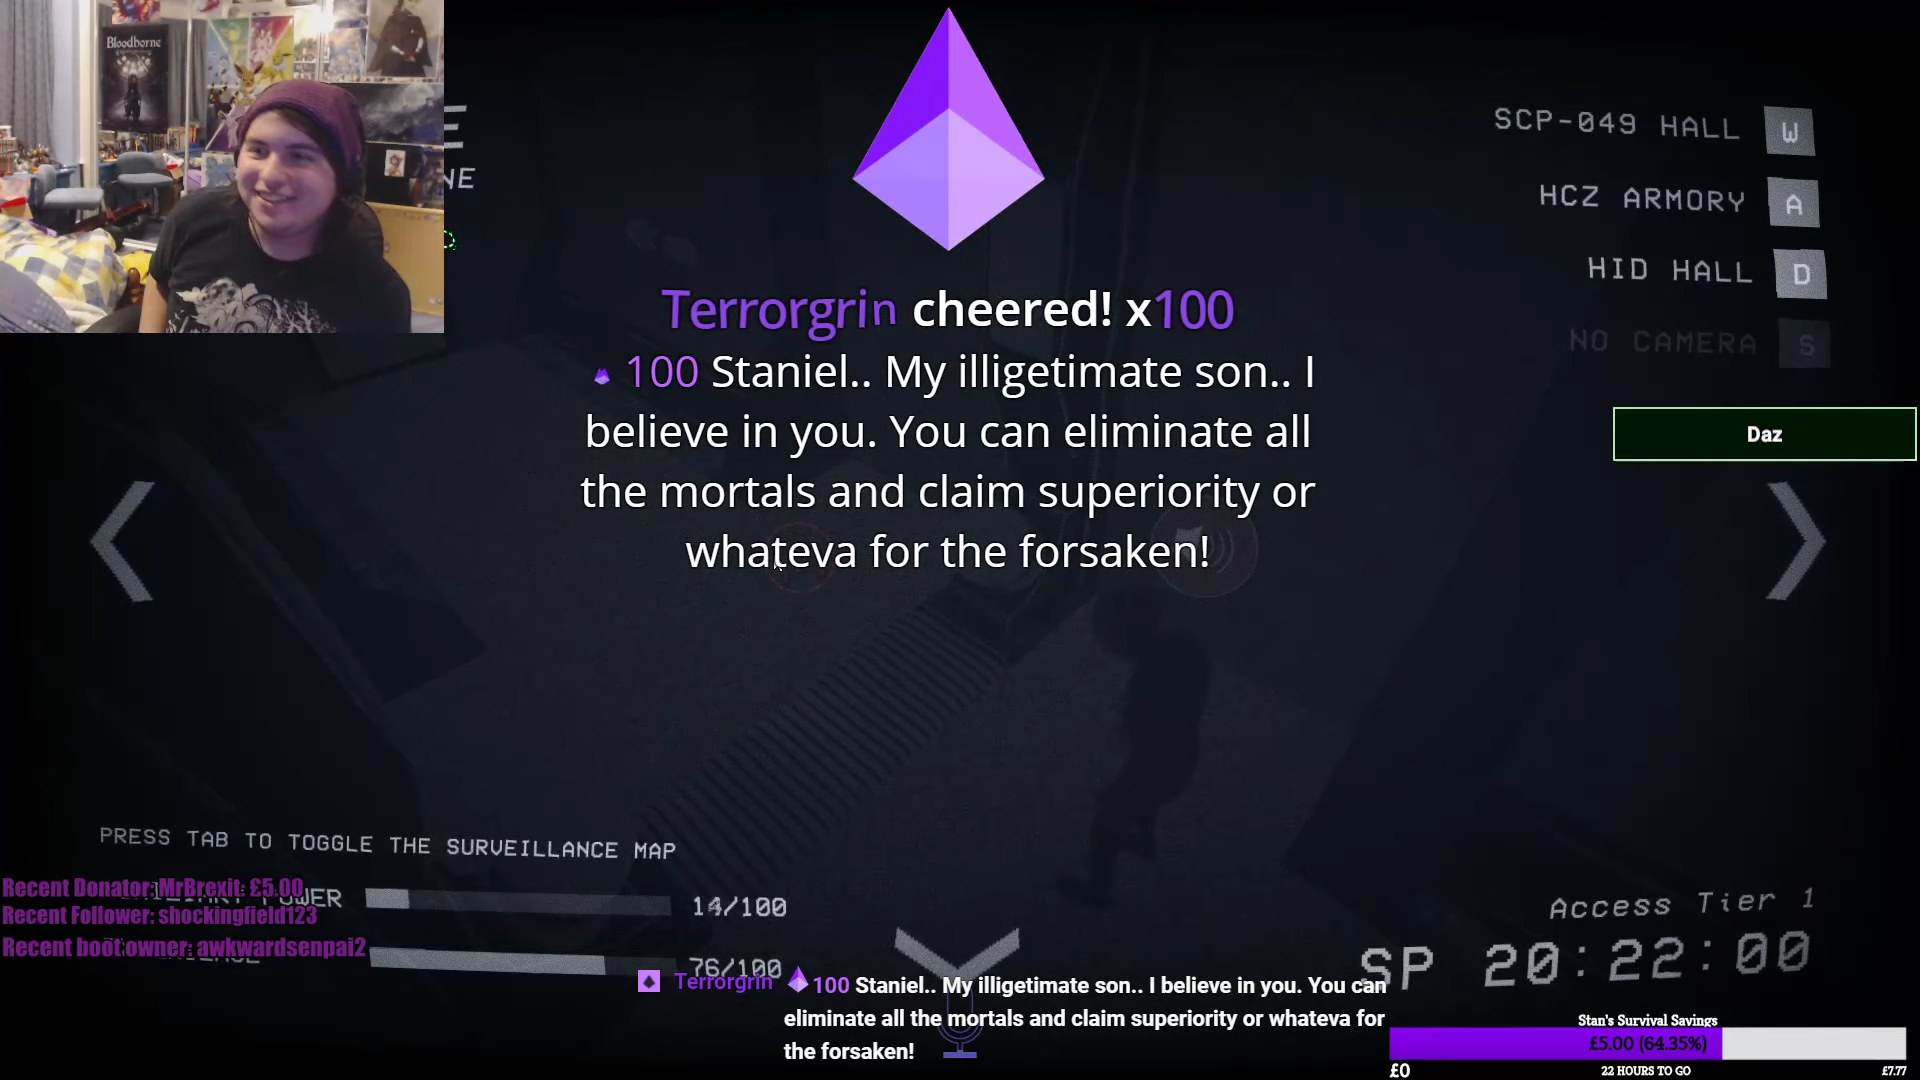 Bloodborne
E
NE
SCP-049 HALL W
HCZ ARMORY A
HID HALL D
NO CAMERA S
Daz
Terrorgrin cheered! x100
100 Staniel.. My illigetimate son.. I
believe in you. You can eliminate all
the mortals and claim superiority or
whateva for the forsaken!
PRESS TAB TO TOGGLE THE SURVEILLANCE MAP
Recent Donator: MrBrexit: £5.00
POWER 14/100
Recent Follower: shockingfield123
Recent boot owner: awkwardsenpai2
76/100
Access Tier 1
SP 20:22:00
Terrorgrin 100 Staniel.. My illigetimate son.. I believe in you. You can
eliminate all the mortals and claim superiority or whateva for
the forsaken!
Stan's Survival Savings
£5.00 (64.35%)
£0 22 HOURS TO GO £7.77